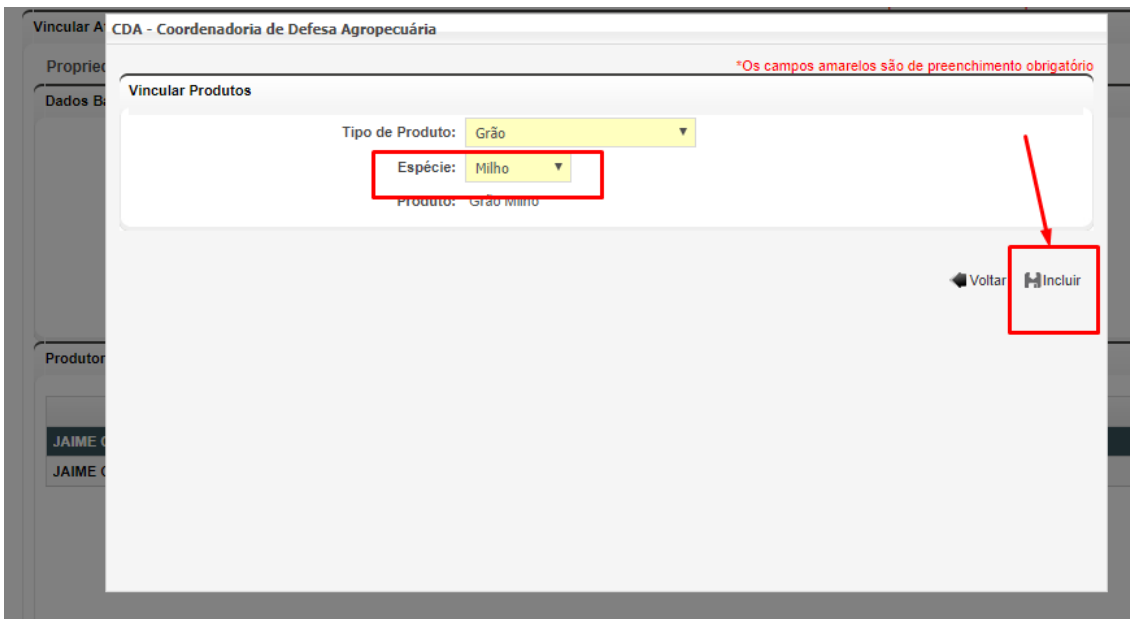 Vincular A
CDA - Coordenadoria de Defesa Agropecuária
Propried
*Os campos amarelos são de preenchimento obrigatório
Dados Ba
Vincular Produtos
Tipo de Produto: Grão
Espécie: Milho
Produto: Grão Milho
Voltar Incluir
Produtor
JAIME
JAIME